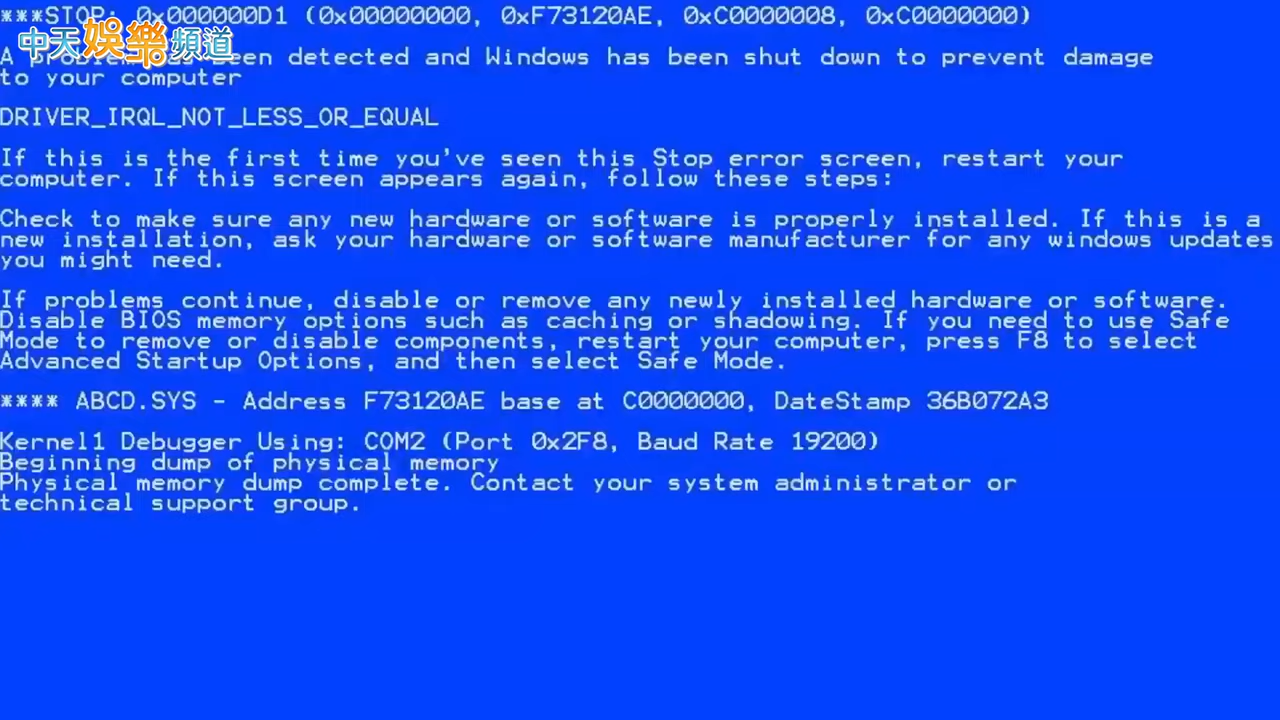 ***STOP: 0x000000D1 (0x00000000, 0xF73120AE, 0xC0000008, 0xC0000000)
中天娛樂頻道
A been detected and Windows has been shut down to prevent damage
to your computer
DRIVER_IRQL_NOT_LESS_OR_EQUAL
If this is the first time you've seen this Stop error screen, restart your
computer. If this screen appears again, follow these steps:
Check to make sure any new hardware or software is properly installed. If this is a
new installation, ask your hardware or software manufacturer for any windows updates
you might need.
If problems continue, disable or remove any newly installed hardware or software.
Disable BIOS memory options such as caching or shadowing. If you need to use Safe
Mode to remove or disable components, restart your computer, press F8 to select
Advanced Startup Options, and then select Safe Mode.
**** ABCD.SYS - Address F73120AE base at C0000000, DateStamp 36B072A3
Kernel1 Debugger Using: COM2 (Port 0x2F8, Baud Rate 19200)
Beginning dump of physical memory
Physical memory dump complete. Contact your system administrator or
technical support group.